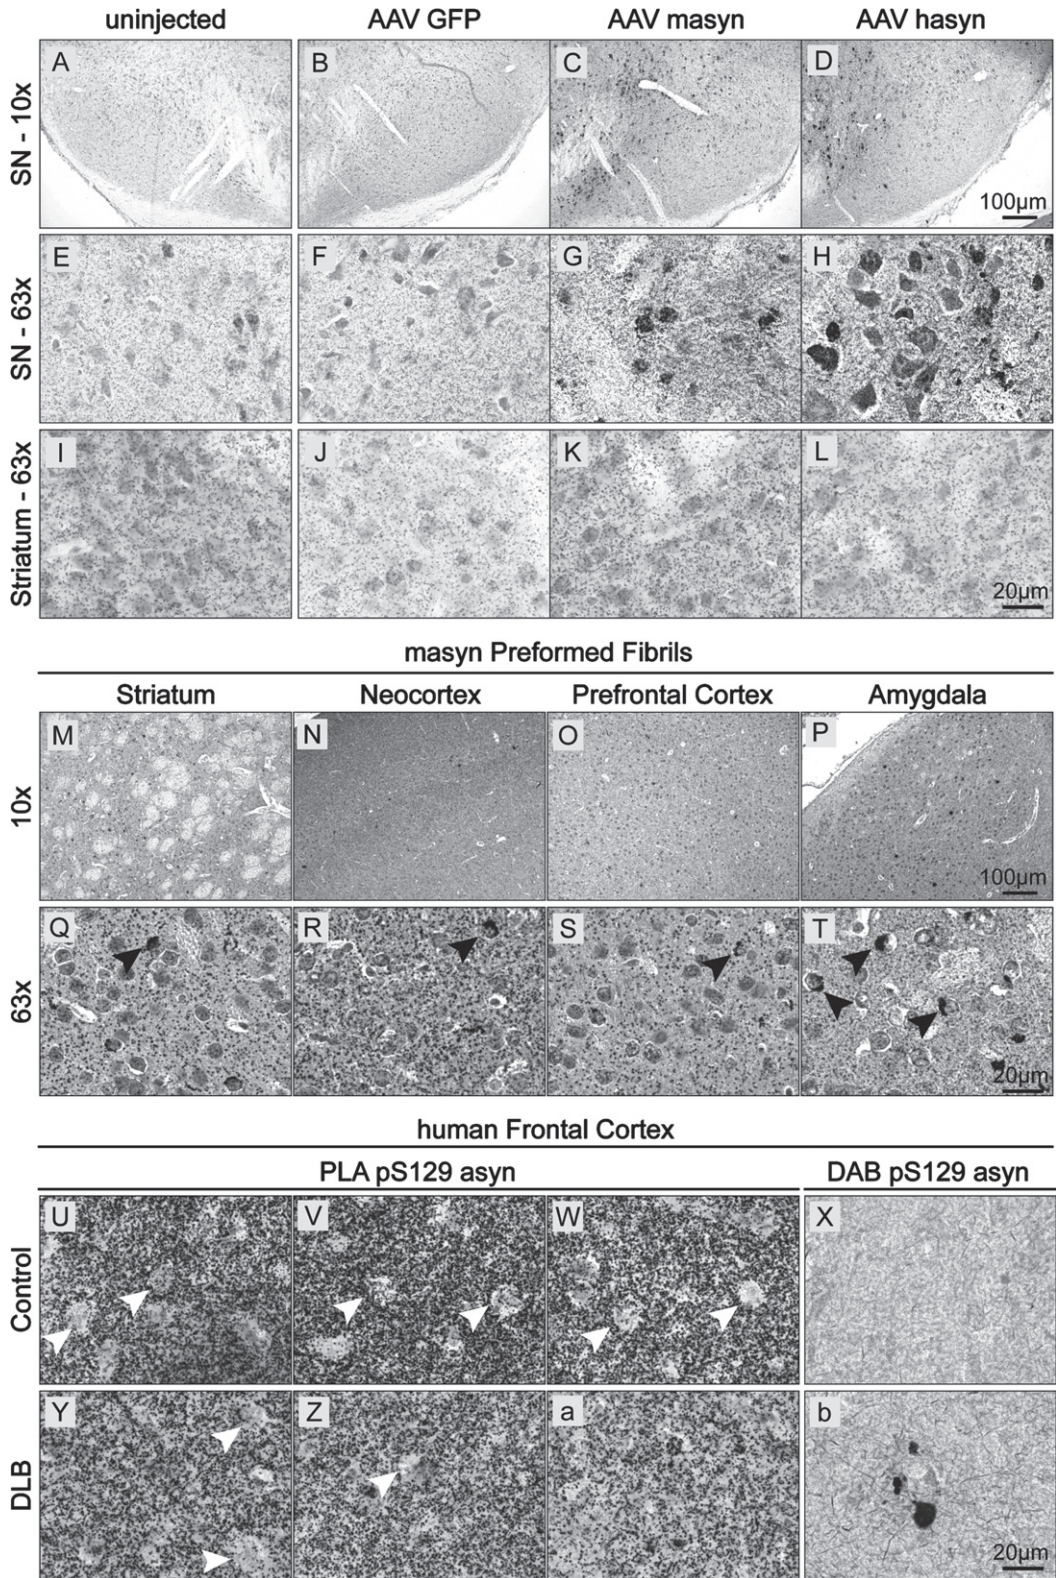 uninjected AAV GFP AAV masyn AAV hasyn
SN - 10x
A B C D
100µm
SN - 63x
E F G H
Striatum - 63x
I J K L
20µm
masyn Preformed Fibrils
Striatum Neocortex Prefrontal Cortex Amygdala
10x
M N O P
100µm
63x
Q R S T
20µm
human Frontal Cortex
PLA pS129 asyn DAB pS129 asyn
Control
U V W X
DLB
Y Z a b
20µm